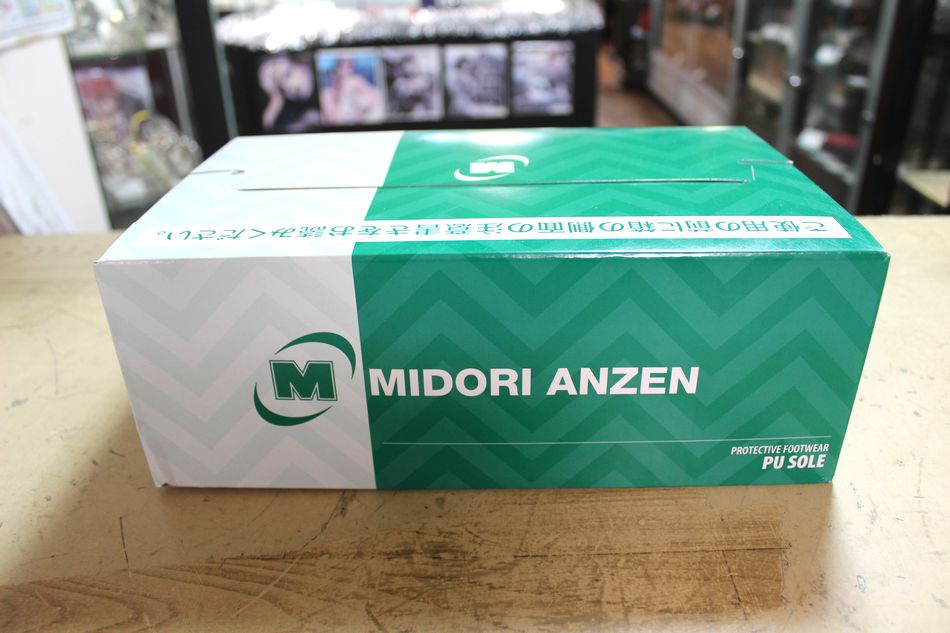 ご使用の前に箱の側面の注意書きをお読みください。
M
M
MIDORI ANZEN
PROTECTIVE FOOTWEAR
PU SOLE